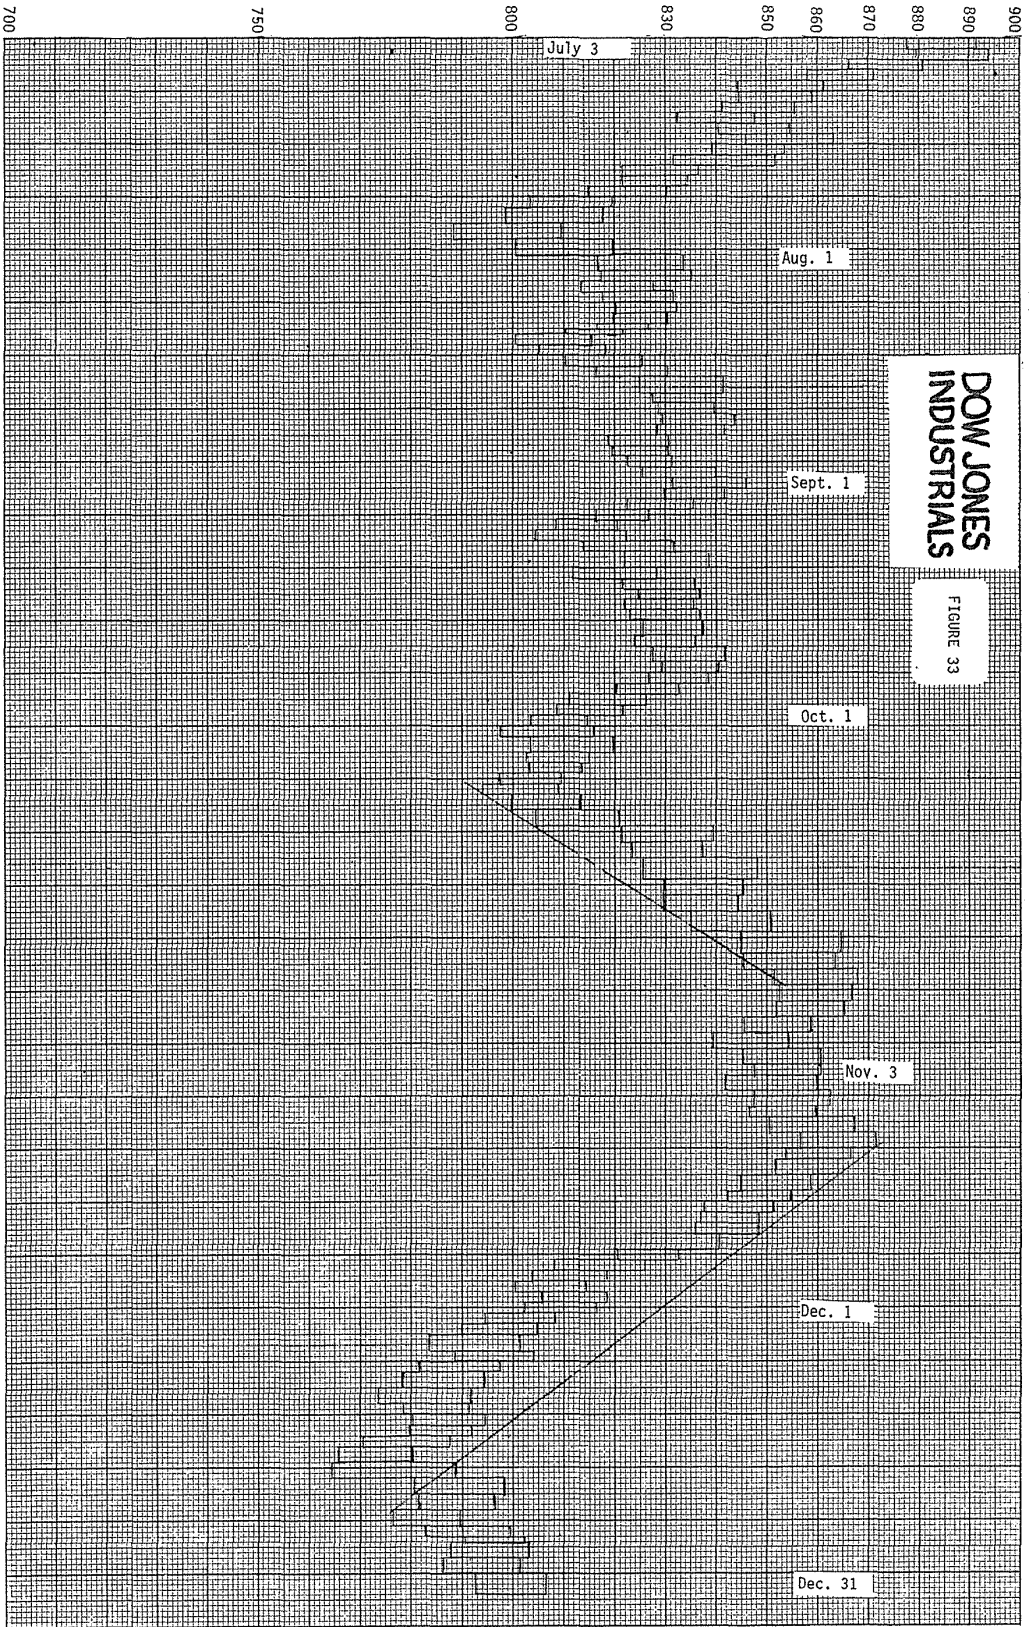 DOW JONES
INDUSTRIALS
FIGURE 33
900
890
880
870
860
850
830
800
750
700
July 3
Aug. 1
Sept. 1
Oct. 1
Nov. 3
Dec. 1
Dec. 31